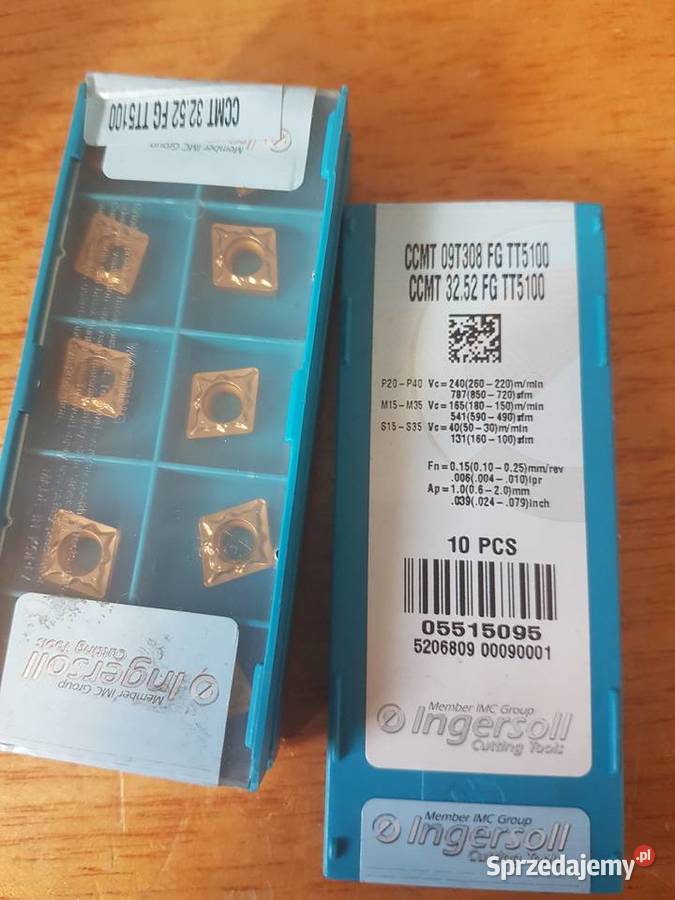 CCMT 32.52 FG TT5100
Member IMC Group
Member IMC Group
Ingersoll
Cutting Tools
CCMT 09T308 FG TT5100
CCMT 32.52 FG TT5100
P20-P40 Vc=240(260-220)m/min
787(850-720)sfm
M15-M35 Vc=165(180-150)m/min
541(590-490)sfm
S15-S35 Vc=40(50-30)m/min
131(160-100)sfm
Fn=0.15(0.10-0.25)mm/rev
.006(.004-.010)ipr
Ap=1.0(0.6-2.0)mm
.039(.024-.079)inch
10 PCS
05515095
5206809 00090001
Member IMC Group
Ingersoll
Cutting Tools
Member IMC Group
Ingersoll
Cutting Tools
Sprzedajemy.pl